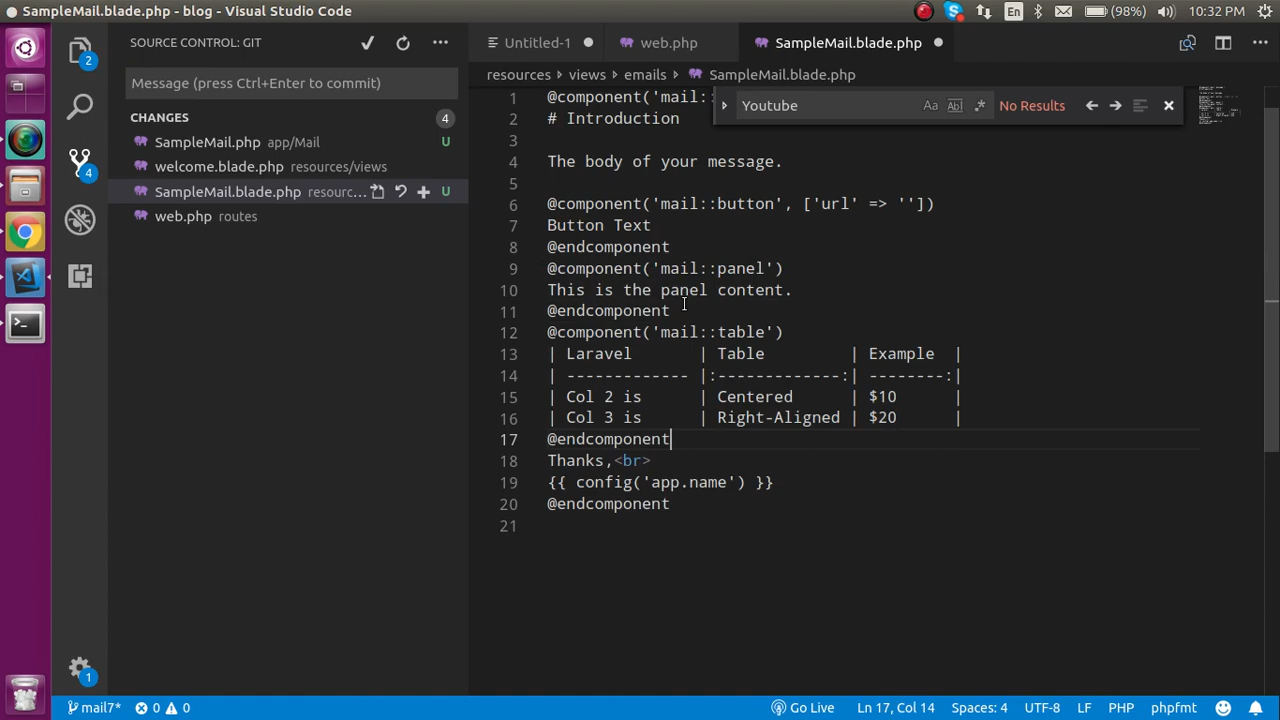 SampleMail.blade.php - blog - Visual Studio Code
En
(98%)
10:32 PM
SOURCE CONTROL: GIT
Untitled-1
web.php
SampleMail.blade.php
2
Message (press Ctrl+Enter to commit)
resources
views
emails
SampleMail.blade.php
CHANGES
4
SampleMail.php app/Mail U
welcome.blade.php resources/views
SampleMail.blade.php resourc... U
web.php routes
4
1
Youtube
Aa
Ab|
.*
No Results
1 @component('mail:
2 # Introduction
3
4 The body of your message.
5
6 @component('mail::button', ['url' => ''])
7 Button Text
8 @endcomponent
9 @component('mail::panel')
10 This is the panel content.
11 @endcomponent
12 @component('mail::table')
13 | Laravel | Table | Example |
14 | ------------- |:-------------:| --------:|
15 | Col 2 is | Centered | $10 |
16 | Col 3 is | Right-Aligned | $20 |
17 @endcomponent
18 Thanks,<br>
19 {{ config('app.name') }}
20 @endcomponent
21
mail7*
0
0
Go Live
Ln 17, Col 14
Spaces: 4
UTF-8
LF
PHP
phpfmt